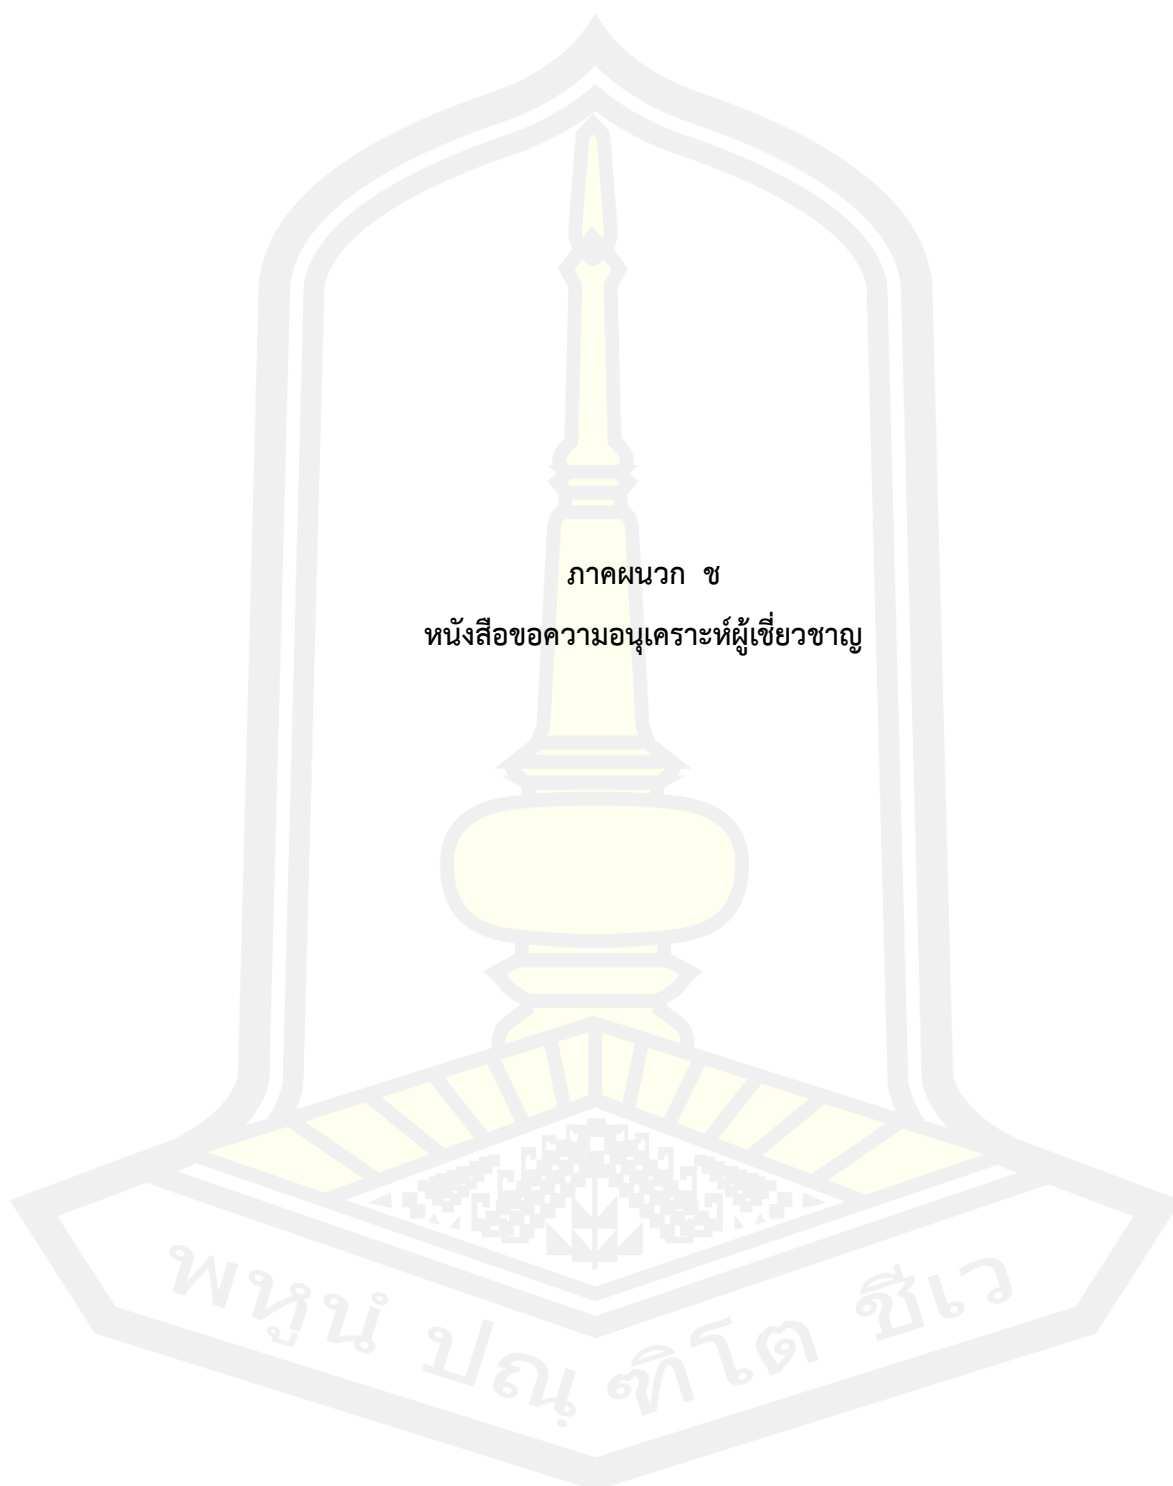 ภาคผนวก ช
หนังสือขอความอนุเคราะห์ผู้เชี่ยวชาญ
พหูนํ ปณฺฑิโต ชีเว